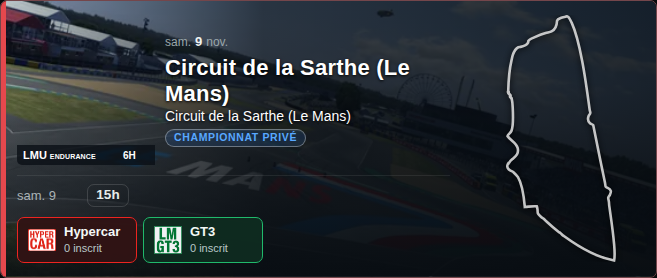 sam. 9 nov.
Circuit de la Sarthe (Le
Mans)
Circuit de la Sarthe (Le Mans)
CHAMPIONNAT PRIVÉ
LMU ENDURANCE 6H
MANS
sam. 9 15h
HYPER
CAR
Hypercar
0 inscrit
LM
GT3
GT3
0 inscrit